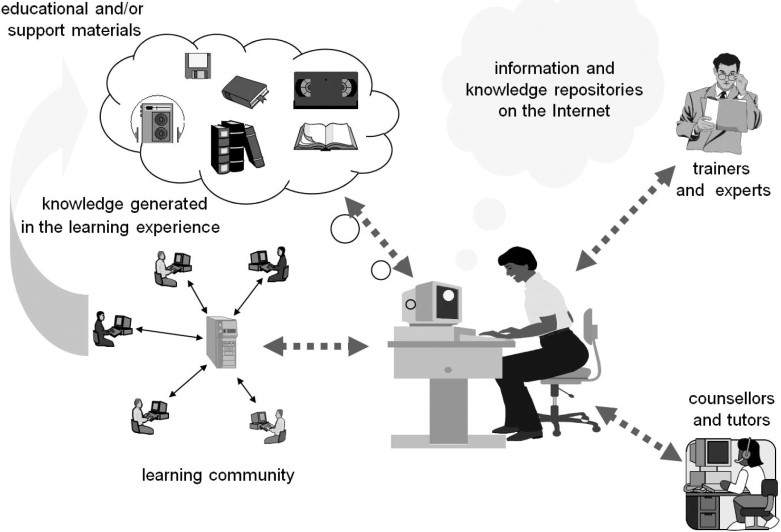 educational and/or
support materials
information and
knowledge repositories
on the Internet
trainers
and experts
knowledge generated
in the learning experience
counsellors
and tutors
learning community